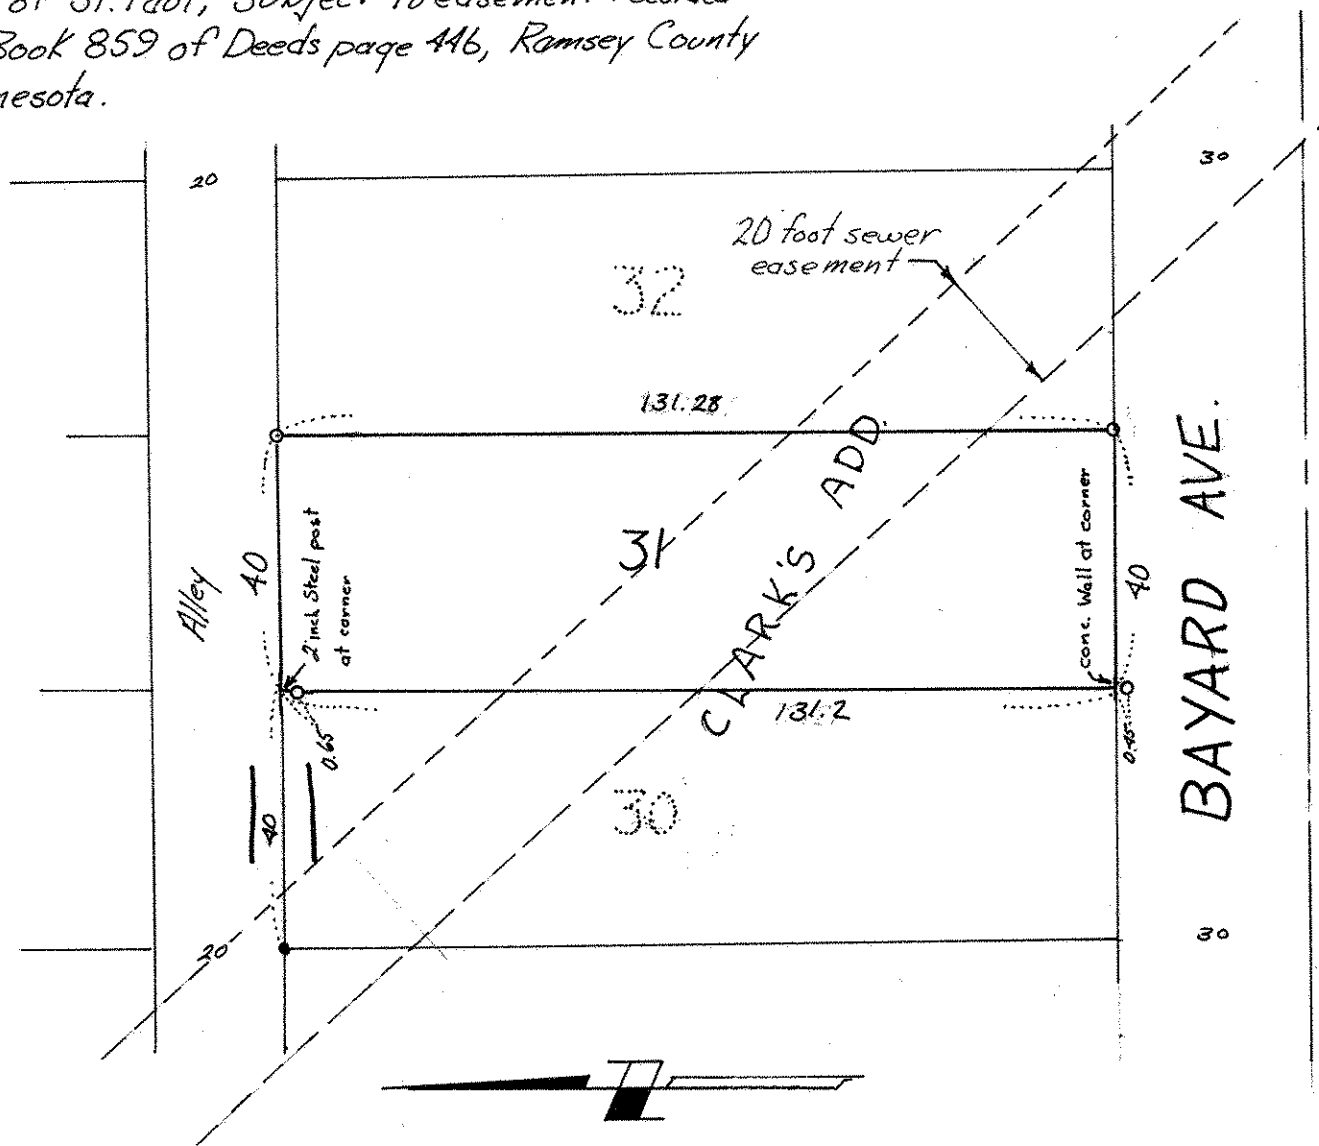 of St. Paul, Subject to easement recorded
Book 859 of Deeds page 446, Ramsey County
nesota.
20
30
20 foot sewer
easement
32
131.28
Alley
40
2 inch Steel post
at corner
31
CLARK'S ADD.
conc. Wall at corner
40
BAYARD AVE.
0.65
131.2
0.45
40
30
20
30
N